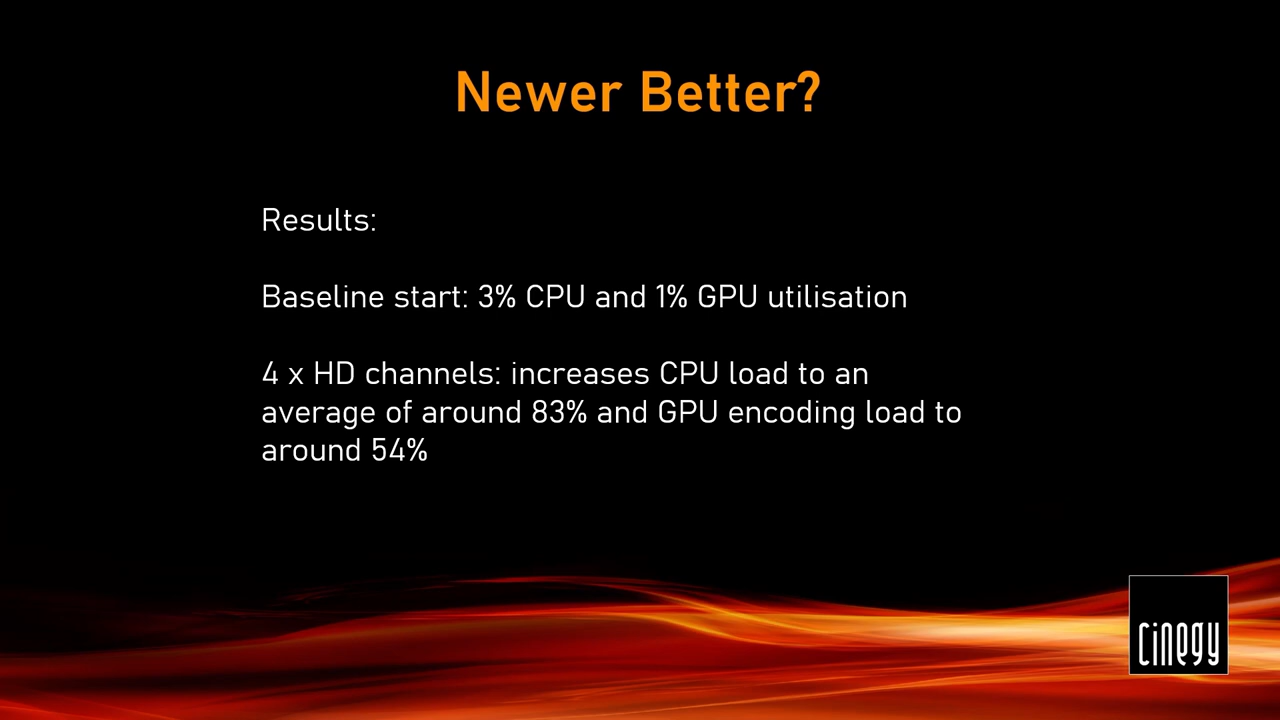 Newer Better?
Results:
Baseline start: 3% CPU and 1% GPU utilisation
4 x HD channels: increases CPU load to an
average of around 83% and GPU encoding load to
around 54%
cinegy